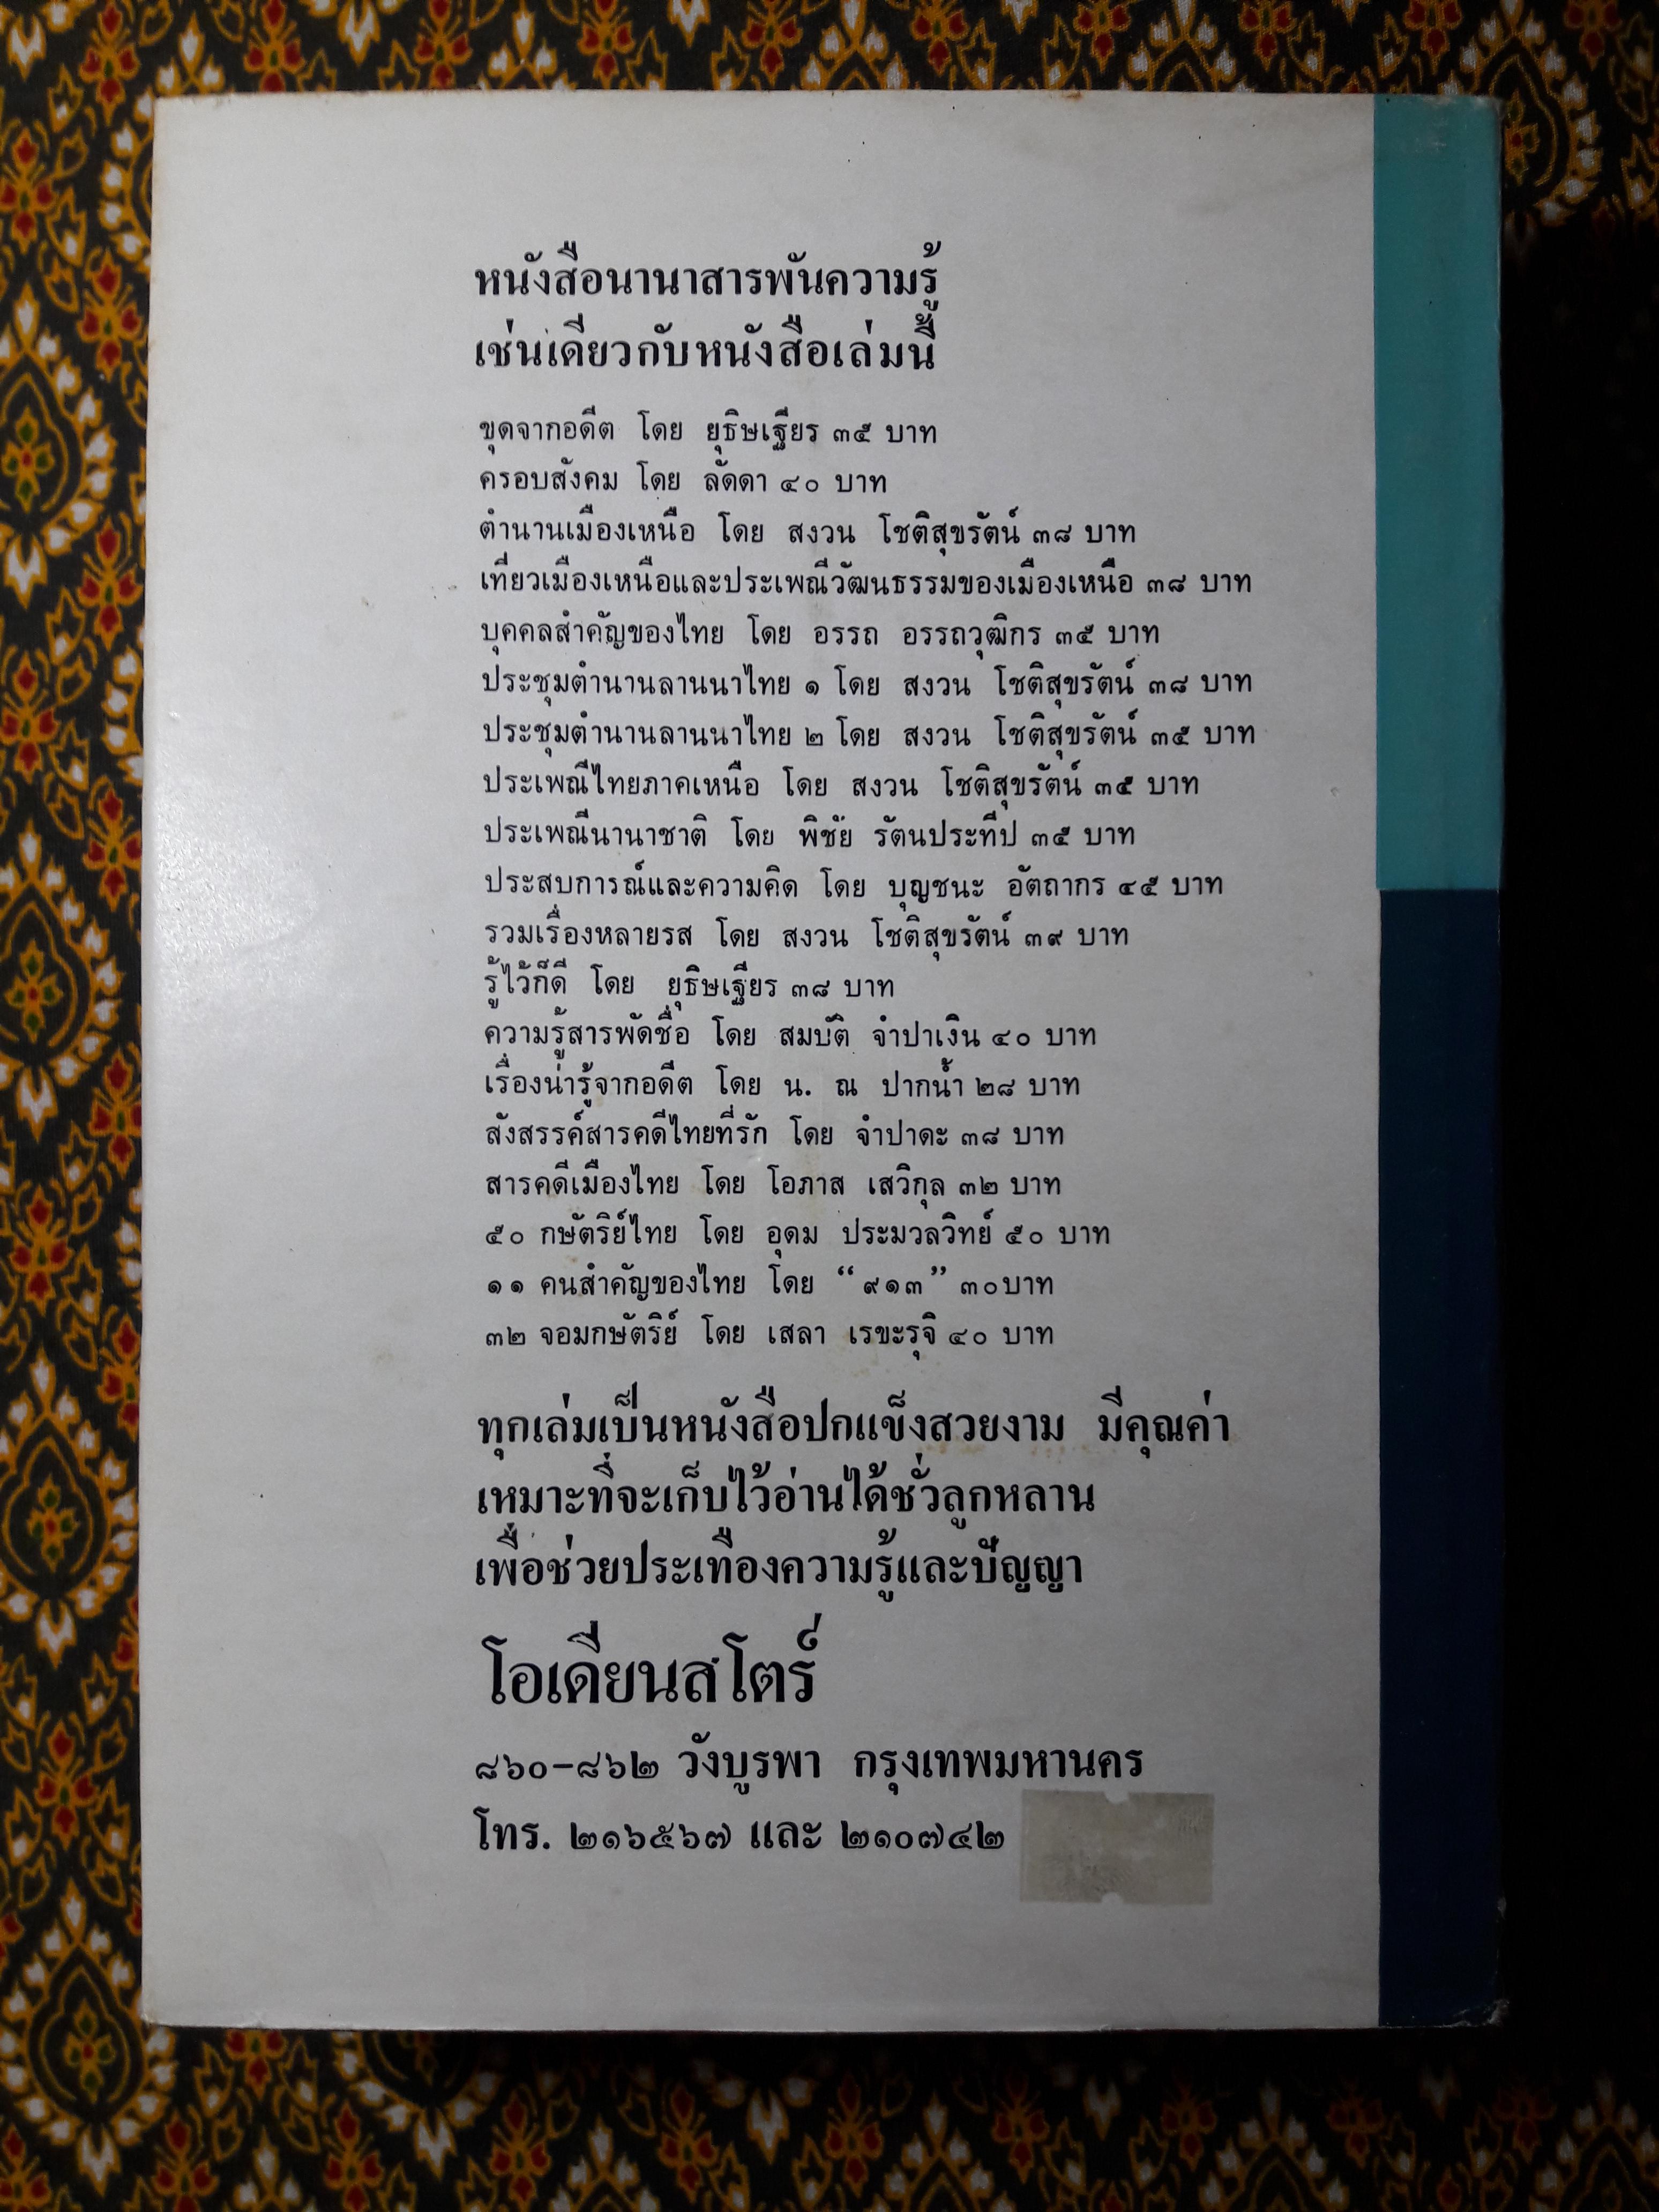 หนังสือนานาสารพันความรู้
เช่นเดียวกับหนังสือเล่มนี้
ขุดจากอดีต โดย ยุธิษเฐียร ๓๕ บาท
ครอบสังคม โดย ลัดดา ๔๐ บาท
ตำนานเมืองเหนือ โดย สงวน โชติสุขรัตน์ ๓๘ บาท
เที่ยวเมืองเหนือและประเพณีวัฒนธรรมของเมืองเหนือ ๓๘ บาท
บุคคลสำคัญของไทย โดย อรรถ อรรถวุฒิกร ๓๕ บาท
ประชุมตำนานลานนาไทย ๑ โดย สงวน โชติสุขรัตน์ ๓๘ บาท
ประชุมตำนานลานนาไทย ๒ โดย สงวน โชติสุขรัตน์ ๓๕ บาท
ประเพณีไทยภาคเหนือ โดย สงวน โชติสุขรัตน์ ๓๕ บาท
ประเพณีนานาชาติ โดย พิชัย รัตนประทีป ๓๕ บาท
ประสบการณ์และความคิด โดย บุญชนะ อัตถากร ๔๕ บาท
รวมเรื่องหลายรส โดย สงวน โชติสุขรัตน์ ๓๙ บาท
รู้ไว้ก็ดี โดย ยุธิษเฐียร ๓๘ บาท
ความรู้สารพัดชื่อ โดย สมบัติ จำปาเงิน ๔๐ บาท
เรื่องน่ารู้จากอดีต โดย น. ณ ปากน้ำ ๒๘ บาท
สังสรรค์สารคดีไทยที่รัก โดย จำปาดะ ๓๘ บาท
สารคดีเมืองไทย โดย โอภาส เสวิกุล ๓๒ บาท
๕๐ กษัตริย์ไทย โดย อุดม ประมวลวิทย์ ๕๐ บาท
๑๑ คนสำคัญของไทย โดย “๙๑๓” ๓๐บาท
๓๒ จอมกษัตริย์ โดย เสลา เรขะรุจิ ๔๐ บาท
ทุกเล่มเป็นหนังสือปกแข็งสวยงาม มีคุณค่า
เหมาะที่จะเก็บไว้อ่านได้ชั่วลูกหลาน
เพื่อช่วยประเทืองความรู้และปัญญา
โอเดียนสโตร์
๘๖๐-๘๖๒ วังบูรพา กรุงเทพมหานคร
โทร. ๒๑๖๕๖๗ และ ๒๑๐๗๔๒